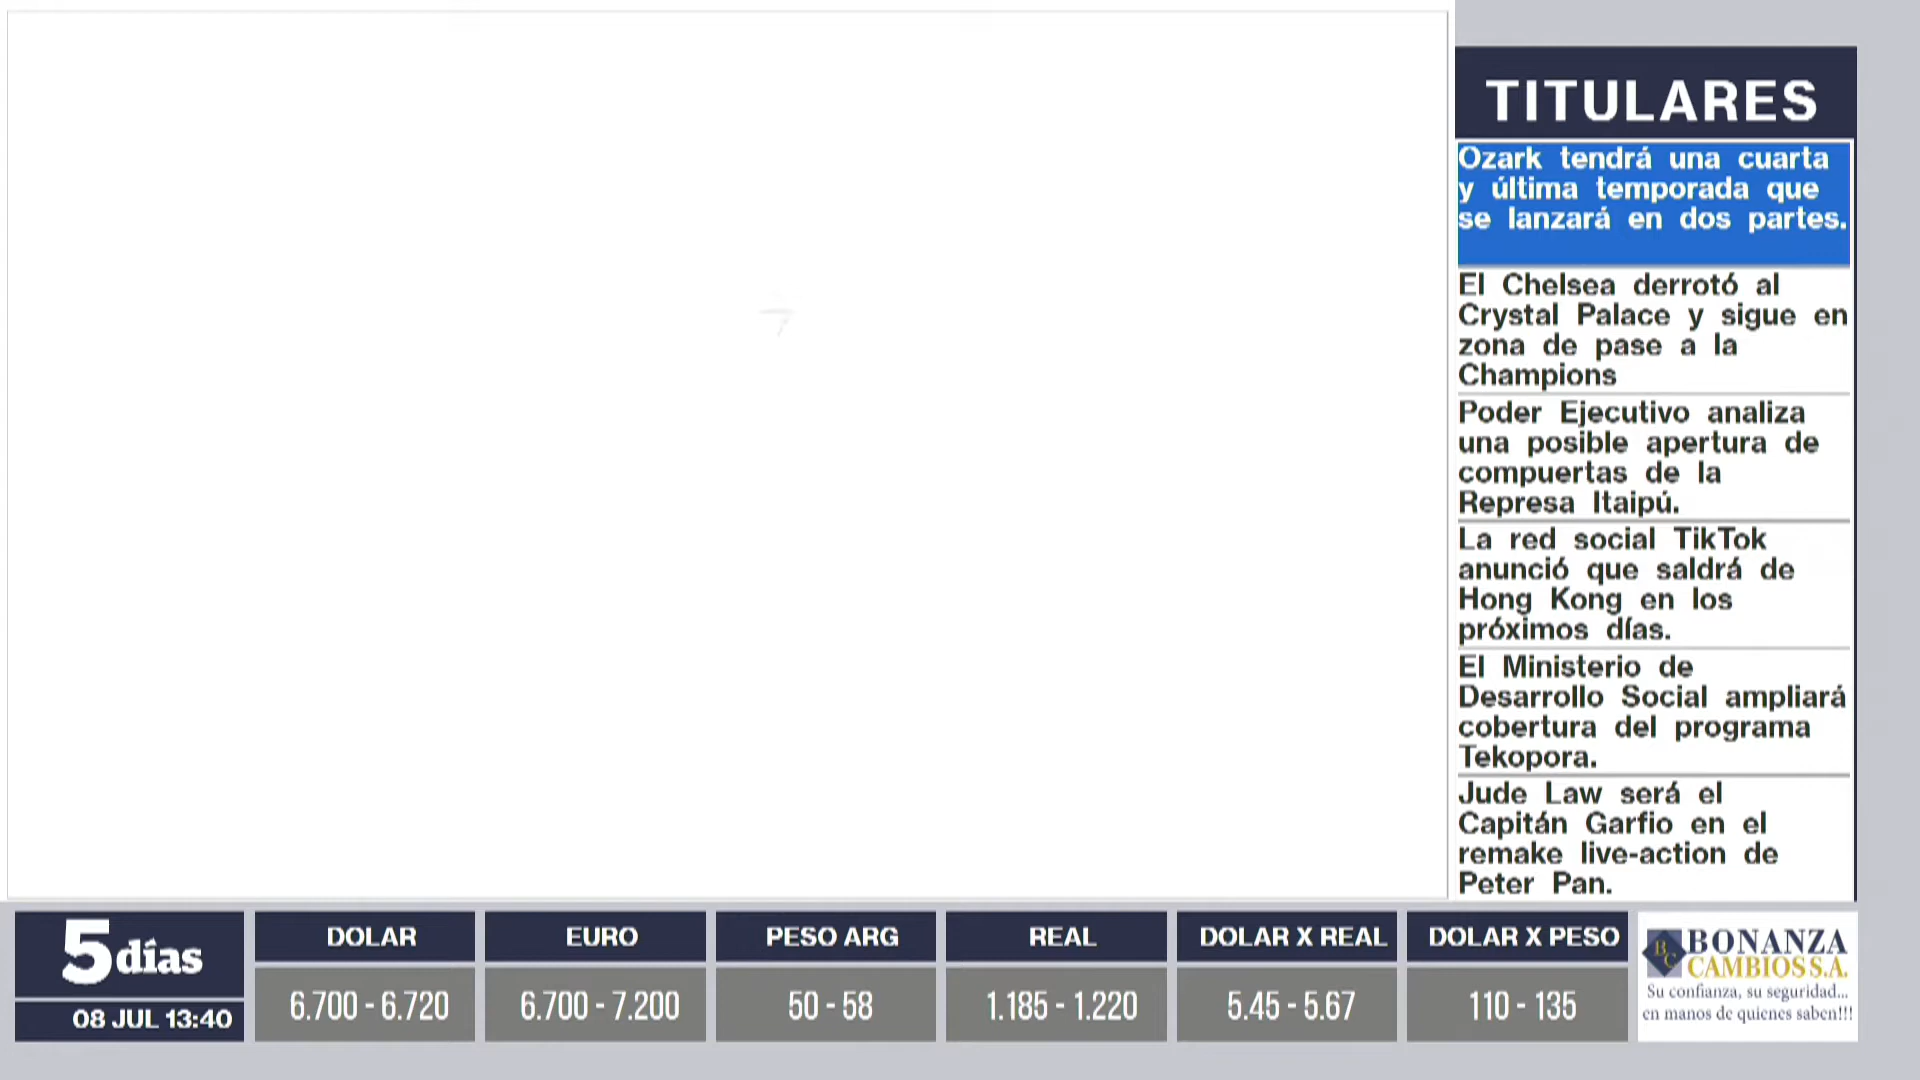 TITULARES
Ozark tendrá una cuarta
y última temporada que
se lanzará en dos partes.
El Chelsea derrotó al
Crystal Palace y sigue en
zona de pase a la
Champions
Poder Ejecutivo analiza
una posible apertura de
compuertas de la
Represa Itaipú.
La red social TikTok
anunció que saldrá de
Hong Kong en los
próximos días.
El Ministerio de
Desarrollo Social ampliará
cobertura del programa
Tekopora.
Jude Law será el
Capitán Garfio en el
remake live-action de
Peter Pan.
5días
08 JUL 13:40
DOLAR
6.700 - 6.720
EURO
6.700 - 7.200
PESO ARG
50 - 58
REAL
1.185 - 1.220
DOLAR X REAL
5.45 - 5.67
DOLAR X PESO
110 - 135
BC
BONANZA
CAMBIOS S.A.
Su confianza, su seguridad...
en manos de quienes saben!!!